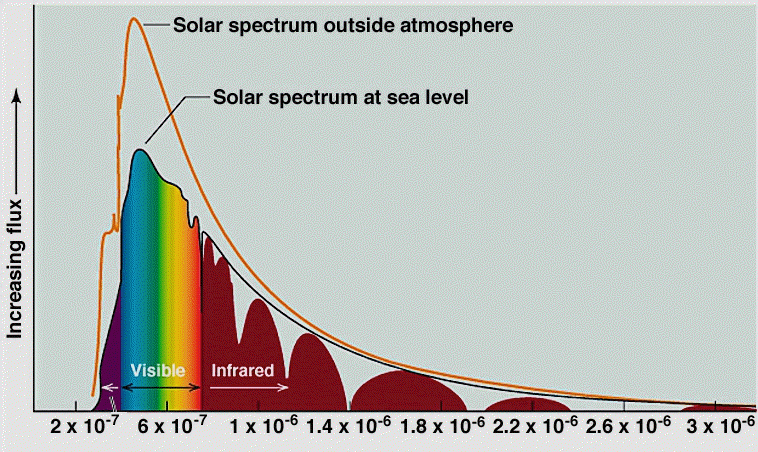 Solar spectrum outside atmosphere
Solar spectrum at sea level
Increasing flux
Visible Infrared
2 x 10⁻⁷ 6 x 10⁻⁷ 1 x 10⁻⁶ 1.4 x 10⁻⁶ 1.8 x 10⁻⁶ 2.2 x 10⁻⁶ 2.6 x 10⁻⁶ 3 x 10⁻⁶